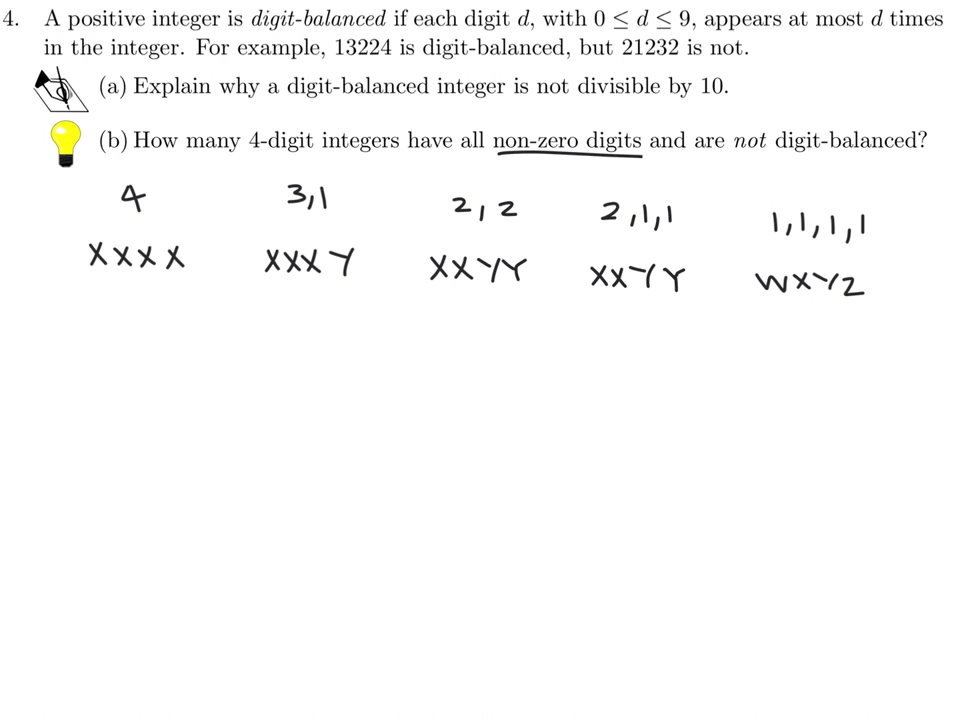 4. A positive integer is digit-balanced if each digit d, with 0 ≤ d ≤ 9, appears at most d times
in the integer. For example, 13224 is digit-balanced, but 21232 is not.
(a) Explain why a digit-balanced integer is not divisible by 10.
(b) How many 4-digit integers have all non-zero digits and are not digit-balanced?
4 3,1 2,2 2,1,1 1,1,1,1
XXXX XXXY XXYY XXYY WXYZ